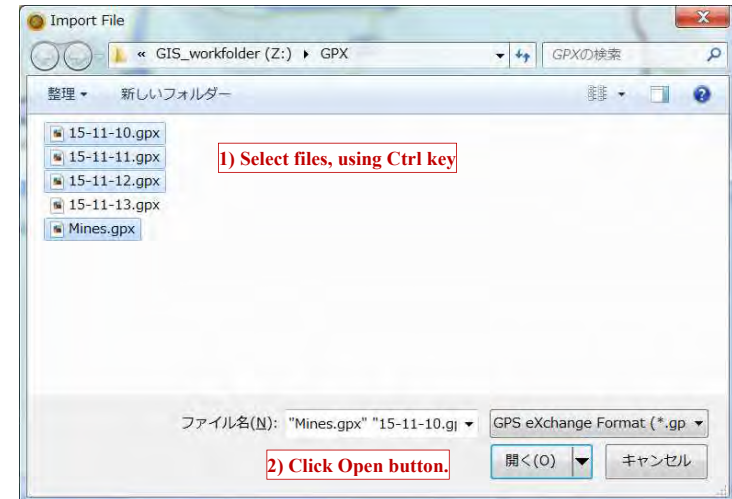 Import File
X
« GIS_workfolder (Z:) ▸ GPX
GPXの検索
整理 ▾ 新しいフォルダー
?
15-11-10.gpx
15-11-11.gpx
1) Select files, using Ctrl key
15-11-12.gpx
15-11-13.gpx
Mines.gpx
ファイル名(N): "Mines.gpx" "15-11-10.g
GPS eXchange Format (*.gp
2) Click Open button.
開く(O)
キャンセル